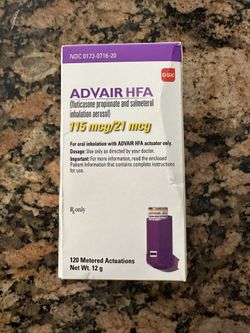 NDC 0173-0716-20
gsk
ADVAIR HFA
(fluticasone propionate and salmeterol
inhalation aerosol)
115 mcg/21 mcg
For oral inhalation with ADVAIR HFA actuator only.
Dosage: Use only as directed by your doctor.
Important: For more information, read the enclosed
Patient Information that contains complete instructions
for use.
Rx only
120 Metered Actuations
Net Wt. 12 g